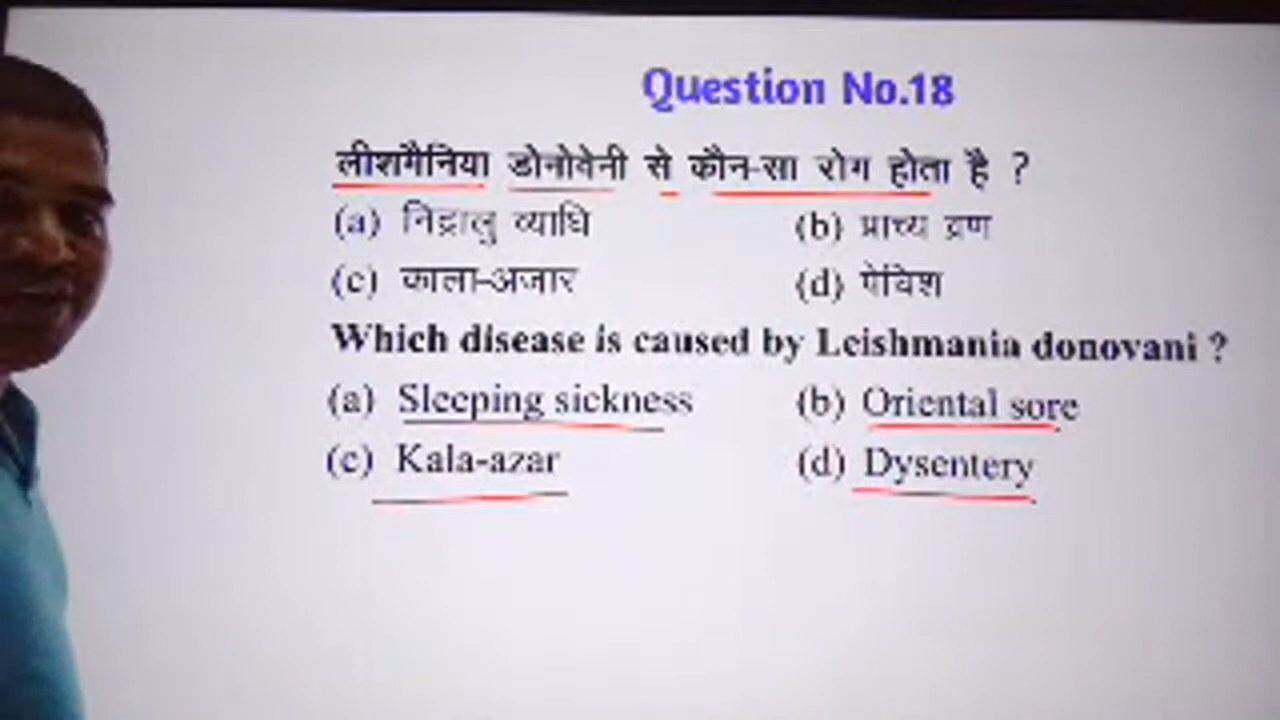 Question No.18
लीशमैनिया डोनोवेनी से कौन-सा रोग होता है ?
(a) निद्रालु व्याधि (b) प्राच्य व्रण
(c) काला-अजार (d) पेचिश
Which disease is caused by Leishmania donovani ?
(a) Sleeping sickness (b) Oriental sore
(c) Kala-azar (d) Dysentery